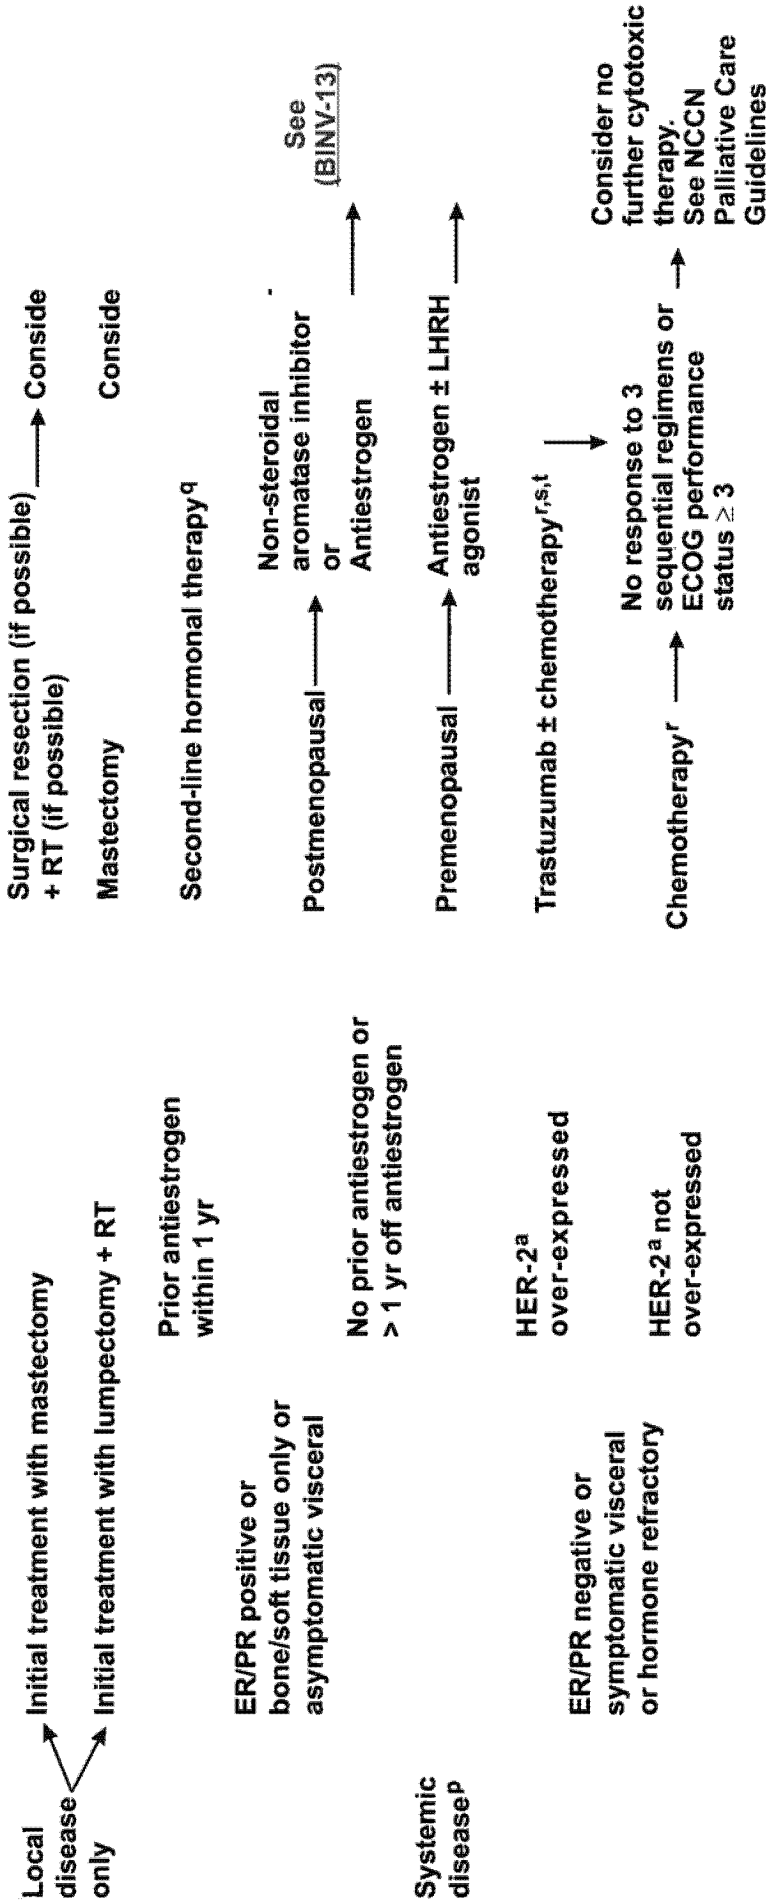 Local
disease
only
Initial treatment with mastectomy
Initial treatment with lumpectomy + RT
Surgical resection (if possible)
+ RT (if possible)
Conside
Mastectomy
Conside
Systemic
diseaseᵖ
ER/PR positive or
bone/soft tissue only or
asymptomatic visceral
Prior antiestrogen
within 1 yr
Second-line hormonal therapy^q
No prior antiestrogen or
> 1 yr off antiestrogen
Postmenopausal
Non-steroidal
aromatase inhibitor
or
Antiestrogen
See
(BINV-13)
Premenopausal
Antiestrogen ± LHRH
agonist
ER/PR negative or
symptomatic visceral
or hormone refractory
HER-2ᵃ
over-expressed
Trastuzumab ± chemotherapyʳ,ˢ,ᵗ
HER-2ᵃ not
over-expressed
Chemotherapyʳ
No response to 3
sequential regimens or
ECOG performance
status ≥ 3
Consider no
further cytotoxic
therapy.
See NCCN
Palliative Care
Guidelines